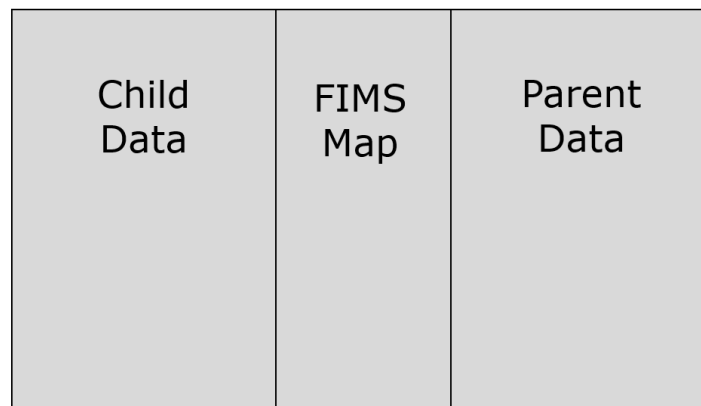 Child
Data
FIMS
Map
Parent
Data